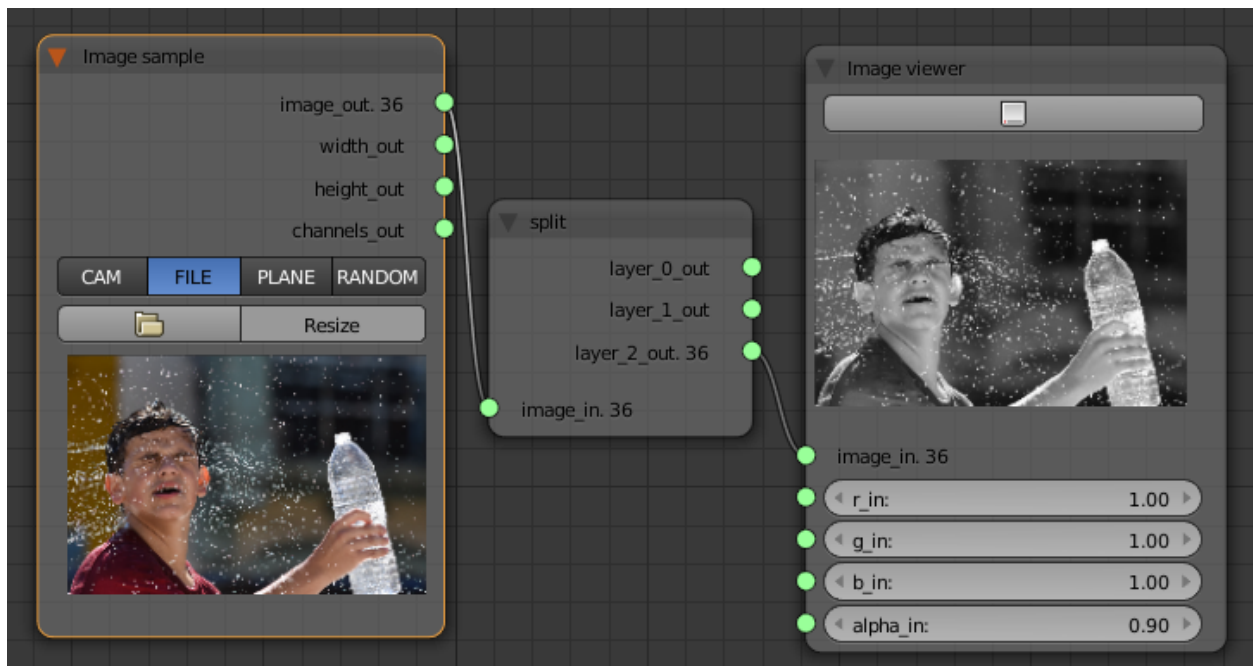 Image sample
image_out. 36
width_out
height_out
channels_out
CAM FILE PLANE RANDOM
Resize
split
layer_0_out
layer_1_out
layer_2_out. 36
image_in. 36
Image viewer
image_in. 36
r_in: 1.00
g_in: 1.00
b_in: 1.00
alpha_in: 0.90